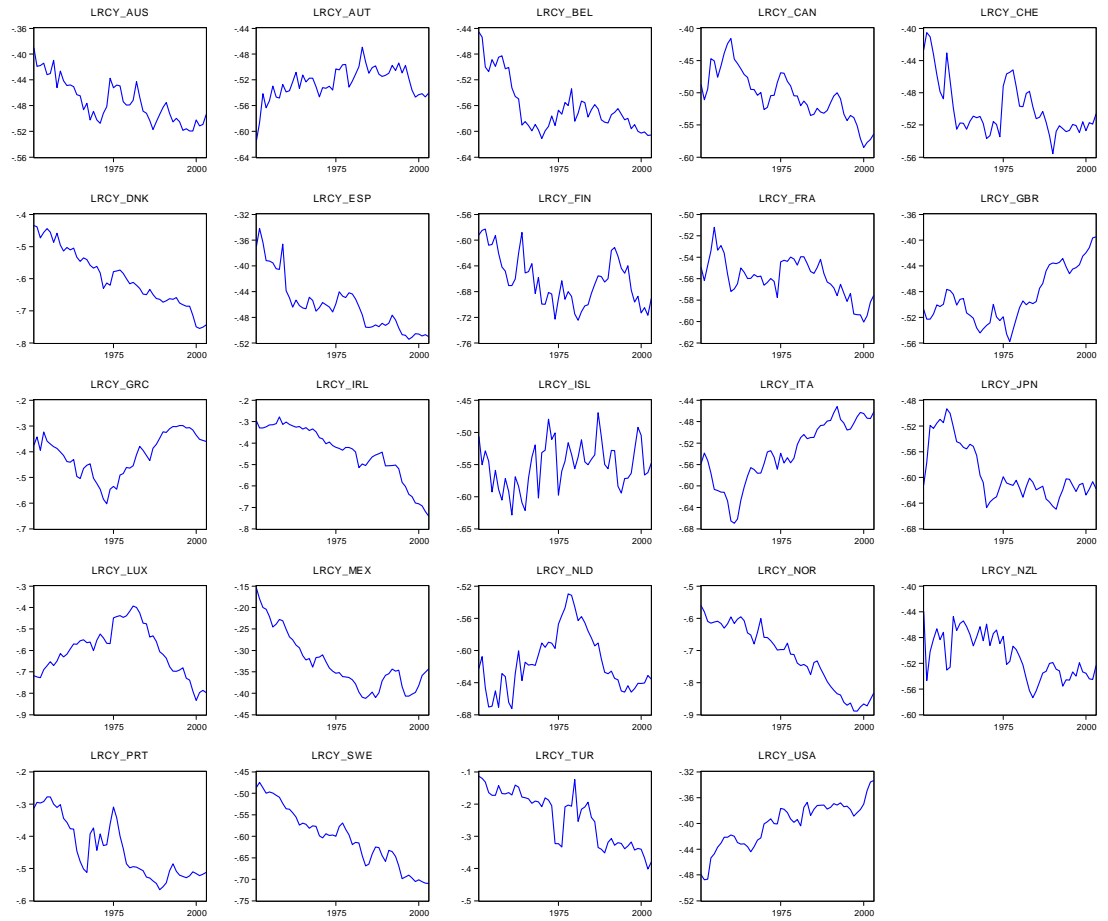 LRCY_AUS LRCY_AUT LRCY_BEL LRCY_CAN LRCY_CHE
-.36 -.40 -.44 -.40 -.40
-.40 -.44 -.48 -.45 -.44
-.44 -.48 -.52 -.50 -.48
-.48 -.52 -.56 -.55 -.52
-.52 -.56 -.60 -.60 -.56
-.56 -.60 -.64
-.64
1975 2000 1975 2000 1975 2000 1975 2000 1975 2000
LRCY_DNK LRCY_ESP LRCY_FIN LRCY_FRA LRCY_GBR
-.4 -.32 -.56 -.50 -.36
-.5 -.36 -.60 -.52 -.40
-.6 -.40 -.64 -.54 -.44
-.7 -.44 -.68 -.56 -.48
-.8 -.48 -.72 -.58 -.52
-.52 -.76 -.60 -.56
-.62
1975 2000 1975 2000 1975 2000 1975 2000 1975 2000
LRCY_GRC LRCY_IRL LRCY_ISL LRCY_ITA LRCY_JPN
-.2 -.2 -.45 -.44 -.48
-.3 -.3 -.50 -.48 -.52
-.4 -.4 -.55 -.52 -.56
-.5 -.5 -.60 -.56 -.60
-.6 -.6 -.65 -.60 -.64
-.7 -.7 -.64 -.68
-.8 -.68
1975 2000 1975 2000 1975 2000 1975 2000 1975 2000
LRCY_LUX LRCY_MEX LRCY_NLD LRCY_NOR LRCY_NZL
-.3 -.15 -.52 -.5 -.40
-.4 -.20 -.56 -.6 -.44
-.5 -.25 -.60 -.7 -.48
-.6 -.30 -.64 -.8 -.52
-.7 -.35 -.68 -.9 -.56
-.8 -.40 -.60
-.9 -.45
1975 2000 1975 2000 1975 2000 1975 2000 1975 2000
LRCY_PRT LRCY_SWE LRCY_TUR LRCY_USA
-.2 -.45 -.1 -.32
-.3 -.50 -.2 -.36
-.4 -.55 -.3 -.40
-.5 -.60 -.4 -.44
-.6 -.65 -.5 -.48
-.70 -.52
-.75
1975 2000 1975 2000 1975 2000 1975 2000